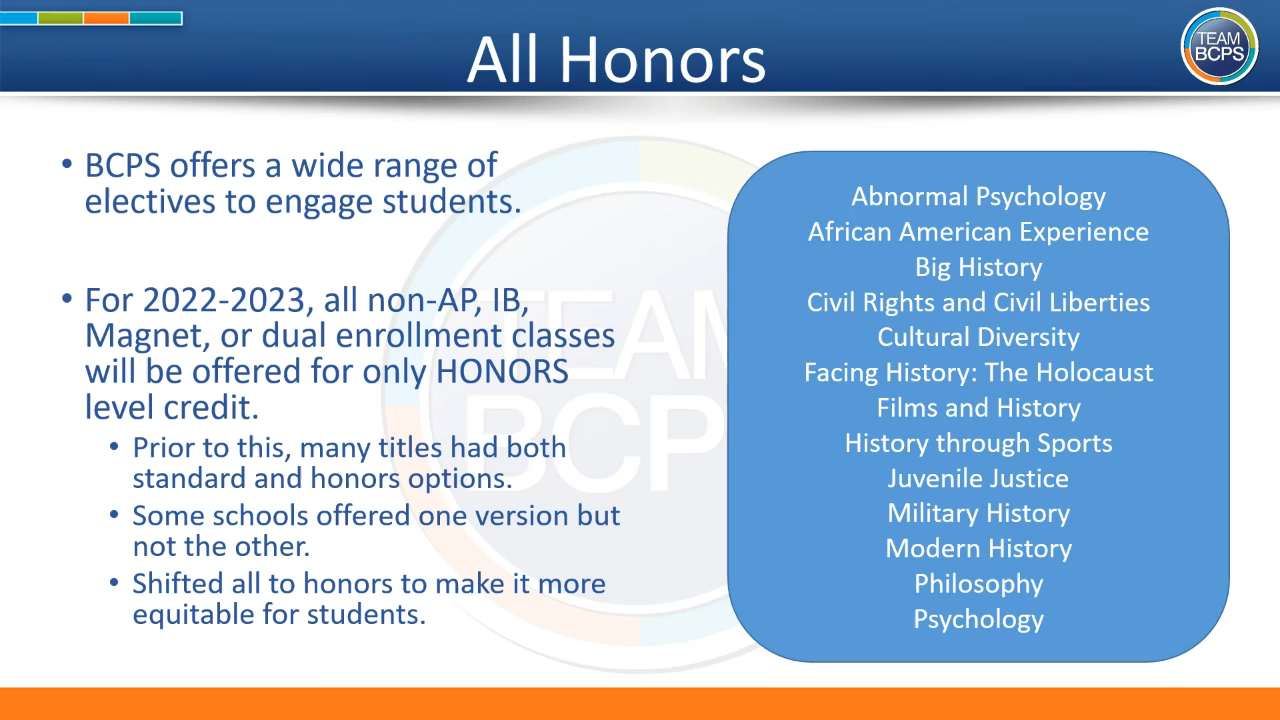 All Honors
TEAM
BCPS
• BCPS offers a wide range of
electives to engage students.
• For 2022-2023, all non-AP, IB,
Magnet, or dual enrollment classes
will be offered for only HONORS
level credit.
• Prior to this, many titles had both
standard and honors options.
• Some schools offered one version but
not the other.
• Shifted all to honors to make it more
equitable for students.
TEAM
BCPS
Abnormal Psychology
African American Experience
Big History
Civil Rights and Civil Liberties
Cultural Diversity
Facing History: The Holocaust
Films and History
History through Sports
Juvenile Justice
Military History
Modern History
Philosophy
Psychology